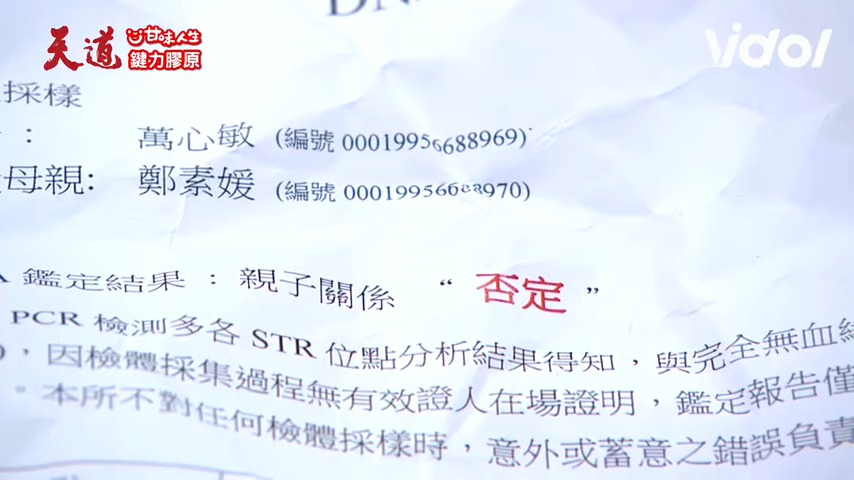 DN
天道 甘味人生
鍵力膠原
Vidol
採樣
： 萬心敏 (編號 00019956688969)
母親: 鄭素媛 (編號 00019956688970)
鑑定結果：親子關係 “否定”
PCR 檢測多各 STR 位點分析結果得知，與完全無血
，因檢體採集過程無有效證人在場證明，鑑定報告僅
。本所不對任何檢體採樣時，意外或蓄意之錯誤負責